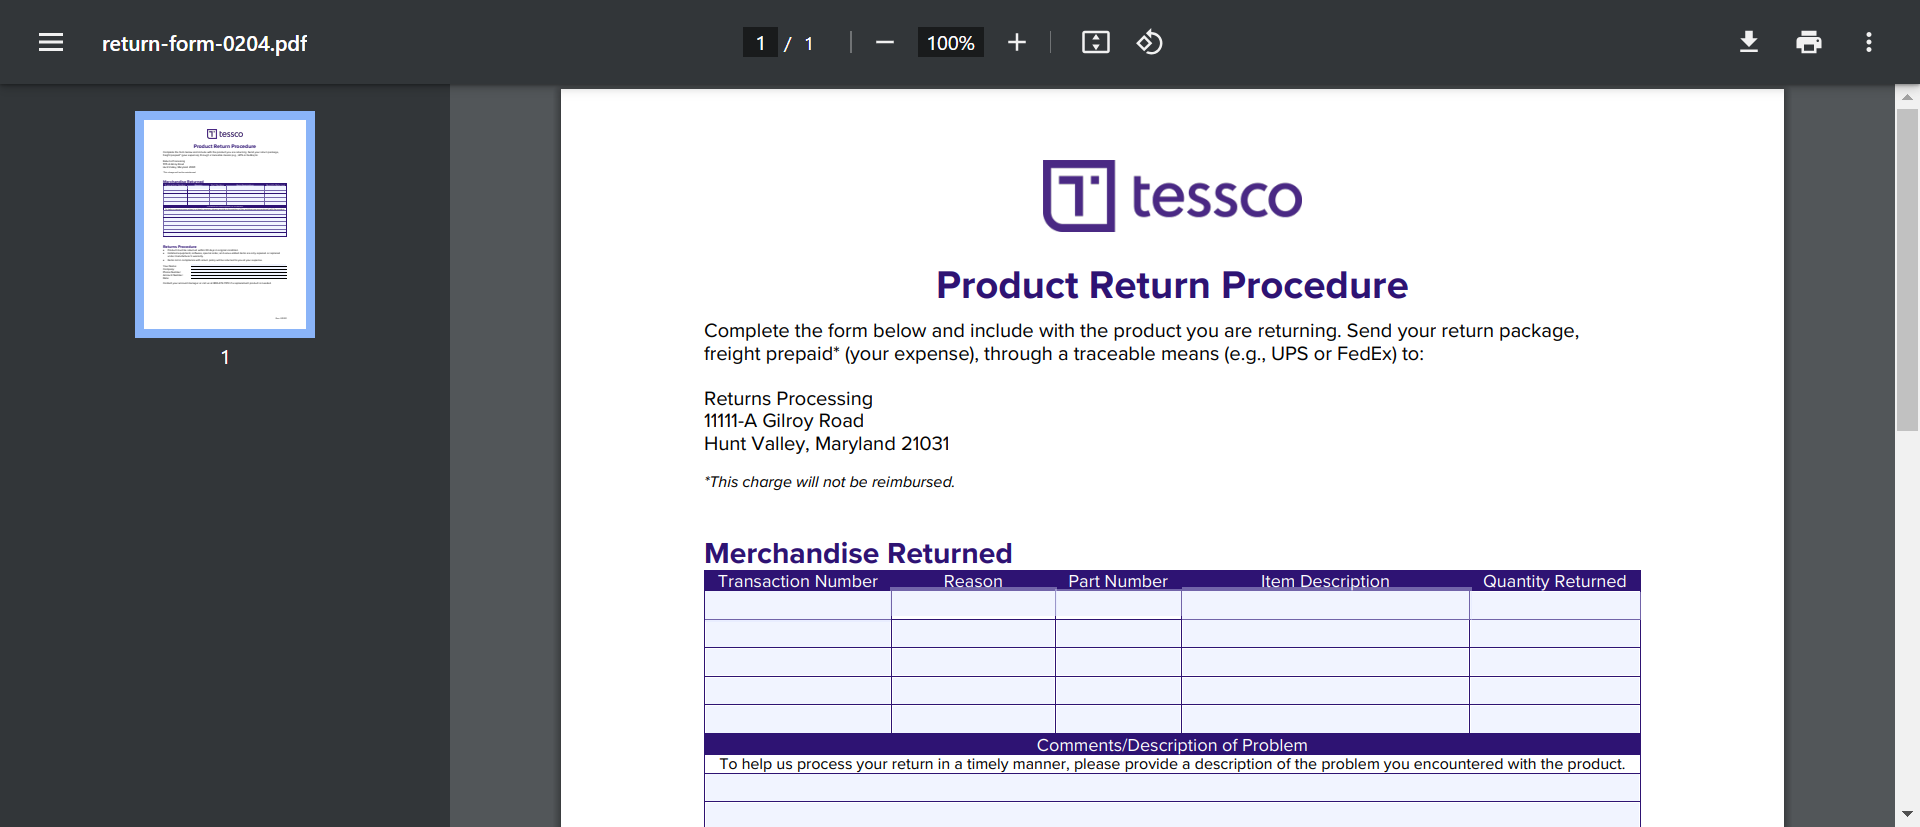 return-form-0204.pdf
1 / 1
100%
tessco
Product Return Procedure
1
tessco
Product Return Procedure
Complete the form below and include with the product you are returning. Send your return package,
freight prepaid* (your expense), through a traceable means (e.g., UPS or FedEx) to:
Returns Processing
11111-A Gilroy Road
Hunt Valley, Maryland 21031
*This charge will not be reimbursed.
Merchandise Returned
Transaction Number Reason Part Number Item Description Quantity Returned
Comments/Description of Problem
To help us process your return in a timely manner, please provide a description of the problem you encountered with the product.